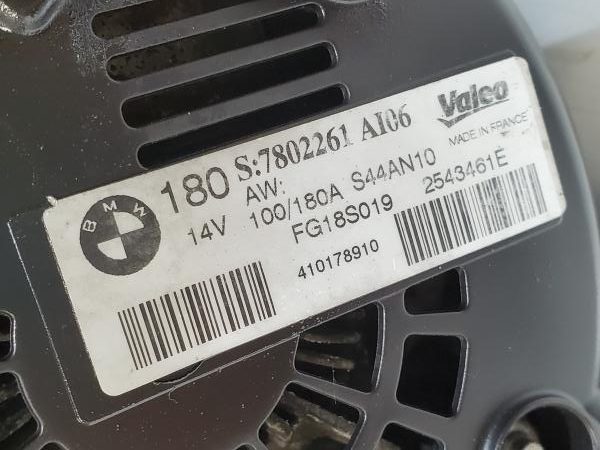 BMW
180 S:7802261 AI06
AW:
14V 100/180A S44AN10
FG18S019
410178910
Valeo
MADE IN FRANCE
2543461E